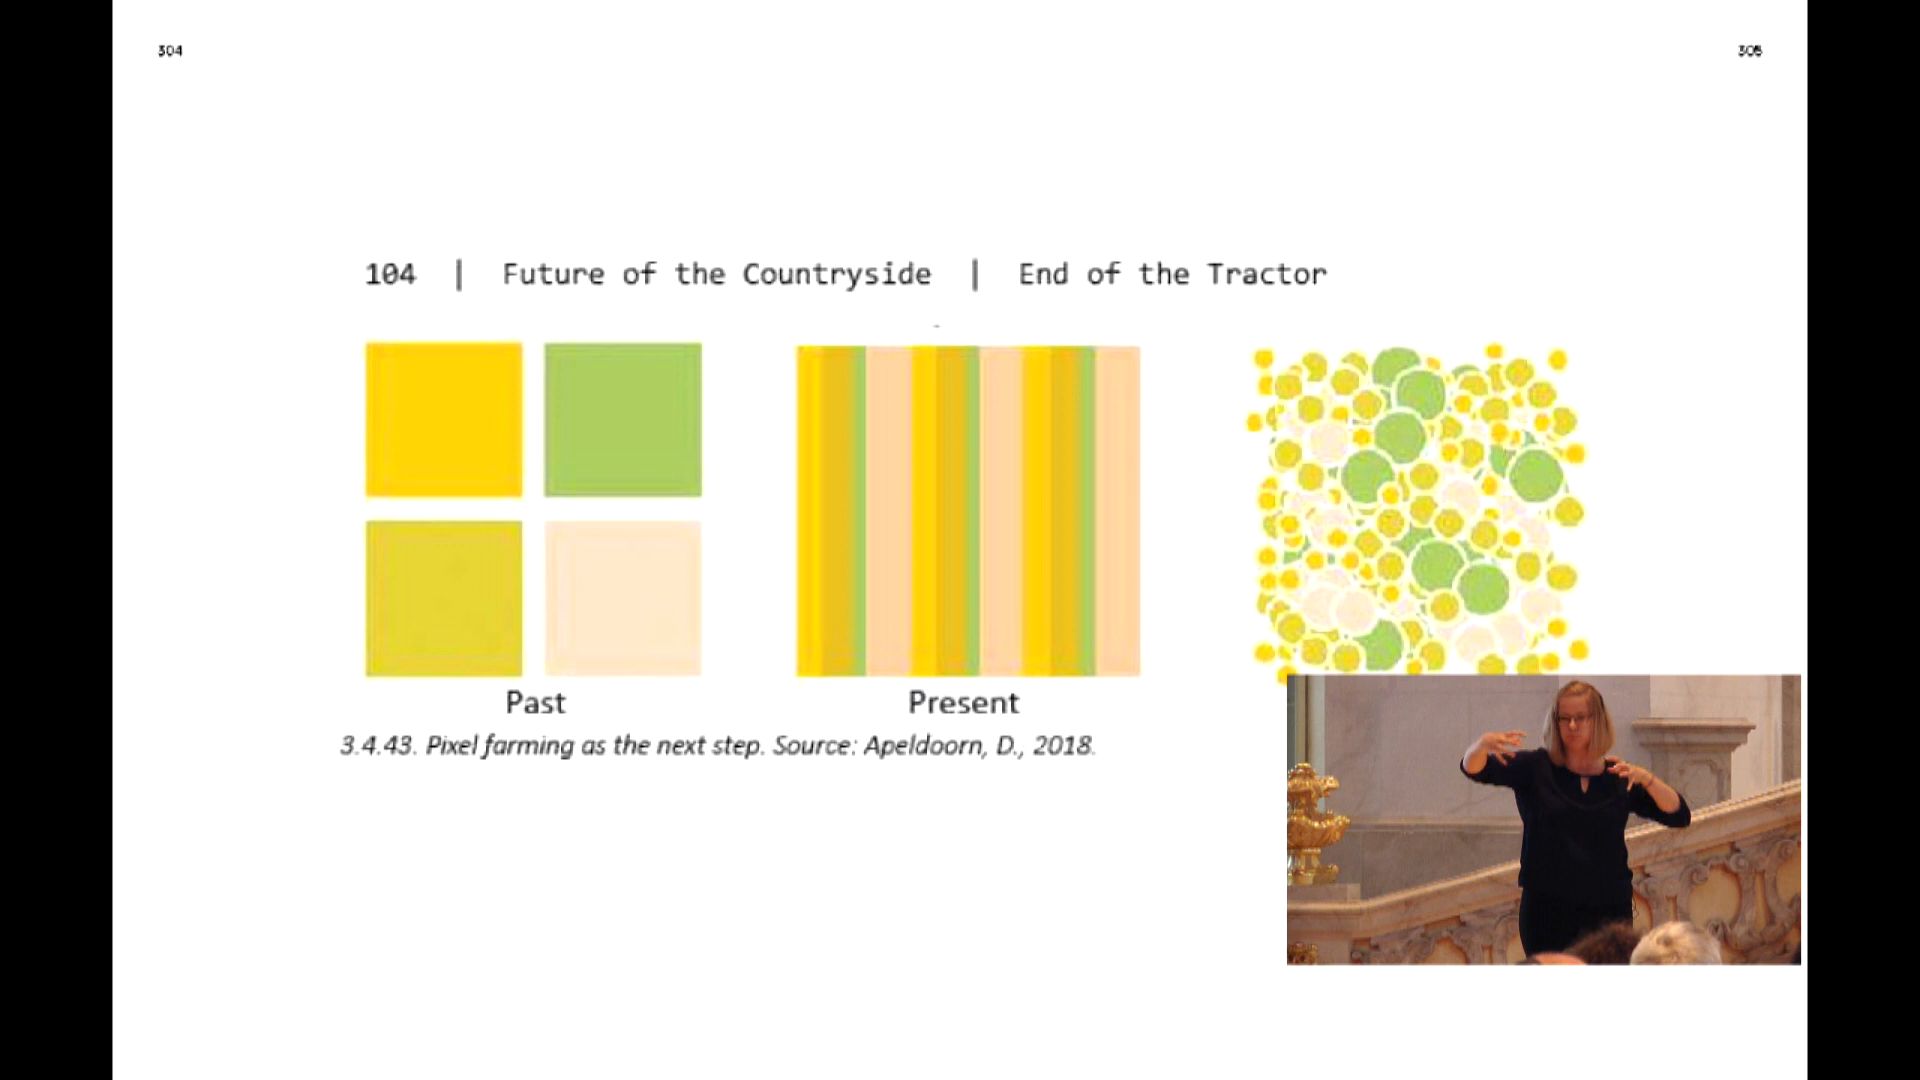 304
305
104 | Future of the Countryside | End of the Tractor
Past
Present
3.4.43. Pixel farming as the next step. Source: Apeldoorn, D., 2018.